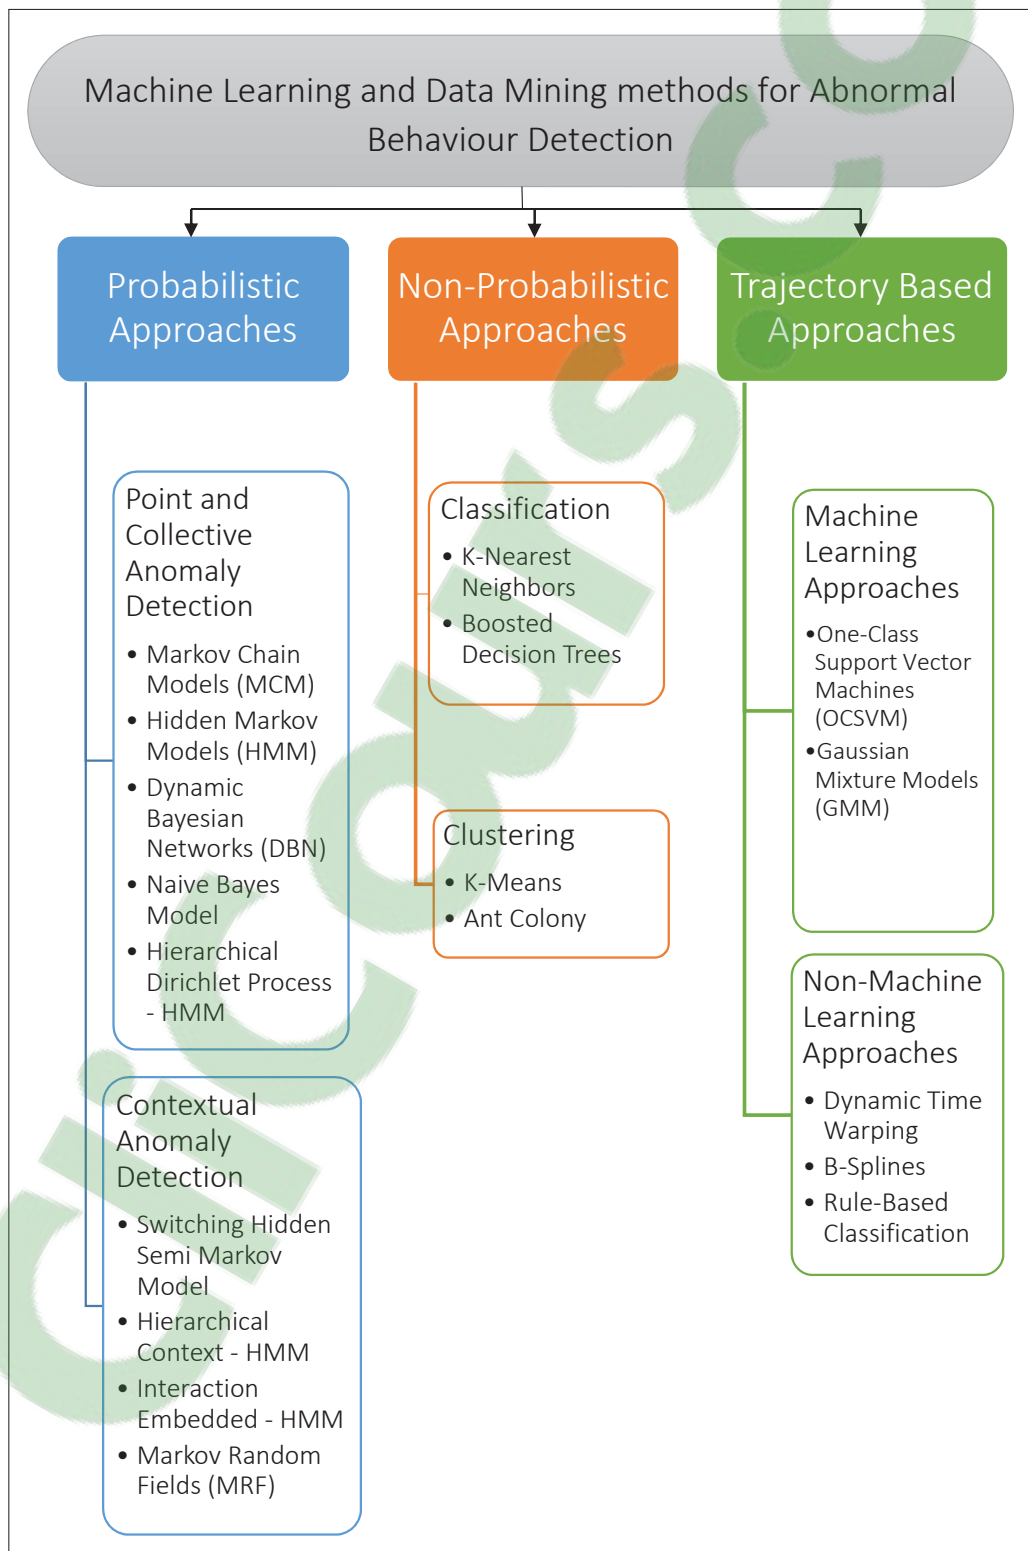 Machine Learning and Data Mining methods for Abnormal
Behaviour Detection
Probabilistic
Approaches
Non-Probabilistic
Approaches
Trajectory Based
Approaches
Point and
Collective
Anomaly
Detection
• Markov Chain
Models (MCM)
• Hidden Markov
Models (HMM)
• Dynamic
Bayesian
Networks (DBN)
• Naive Bayes
Model
• Hierarchical
Dirichlet Process
- HMM
Contextual
Anomaly
Detection
• Switching Hidden
Semi Markov
Model
• Hierarchical
Context - HMM
• Interaction
Embedded - HMM
• Markov Random
Fields (MRF)
Classification
• K-Nearest
Neighbors
• Boosted
Decision Trees
Clustering
• K-Means
• Ant Colony
Machine
Learning
Approaches
•One-Class
Support Vector
Machines
(OCSVM)
•Gaussian
Mixture Models
(GMM)
Non-Machine
Learning
Approaches
• Dynamic Time
Warping
• B-Splines
• Rule-Based
Classification
Clicours.co